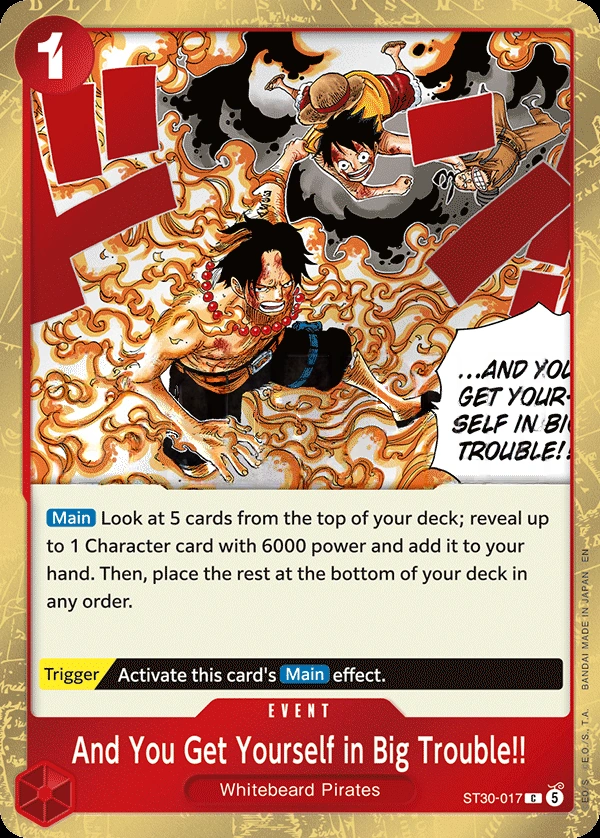 1
...AND YOU
GET YOUR-
SELF IN BI
TROUBLE!!
Main Look at 5 cards from the top of your deck; reveal up
to 1 Character card with 6000 power and add it to your
hand. Then, place the rest at the bottom of your deck in
any order.
Trigger Activate this card's Main effect.
EVENT
And You Get Yourself in Big Trouble!!
Whitebeard Pirates
ST30-017 C 5
©E.O./S, T.A. BANDAI MADE IN JAPAN EN